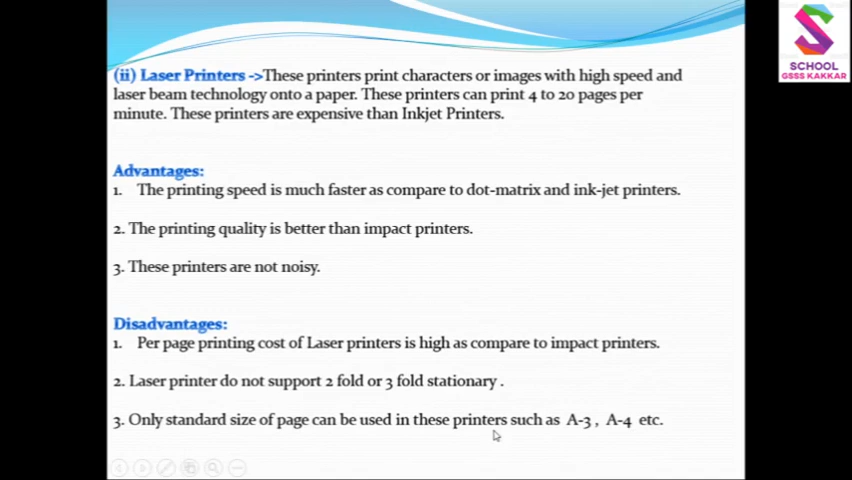 SCHOOL
GSSS KAKKAR
(ii) Laser Printers ->These printers print characters or images with high speed and
laser beam technology onto a paper. These printers can print 4 to 20 pages per
minute. These printers are expensive than Inkjet Printers.
Advantages:
1. The printing speed is much faster as compare to dot-matrix and ink-jet printers.
2. The printing quality is better than impact printers.
3. These printers are not noisy.
Disadvantages:
1. Per page printing cost of Laser printers is high as compare to impact printers.
2. Laser printer do not support 2 fold or 3 fold stationary .
3. Only standard size of page can be used in these printers such as A-3 , A-4 etc.